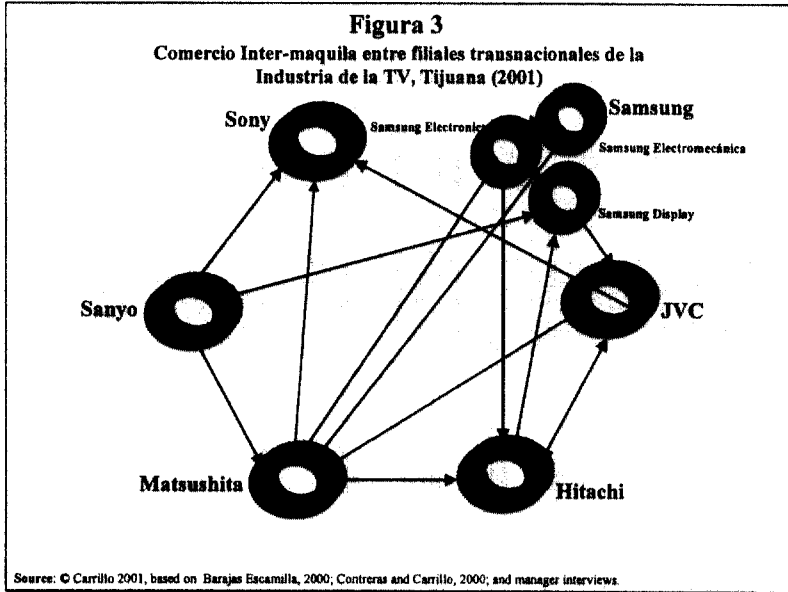 Figura 3
Comercio Inter-maquila entre filiales transnacionales de la
Industria de la TV, Tijuana (2001)
Sony
Samsung
Samsung Electromecánica
Samsung Display
Sanyo
JVC
Matsushita
Hitachi
Source: © Carrillo 2001, based on Barajas Escamilla, 2000; Contreras and Carrillo, 2000; and manager interviews.